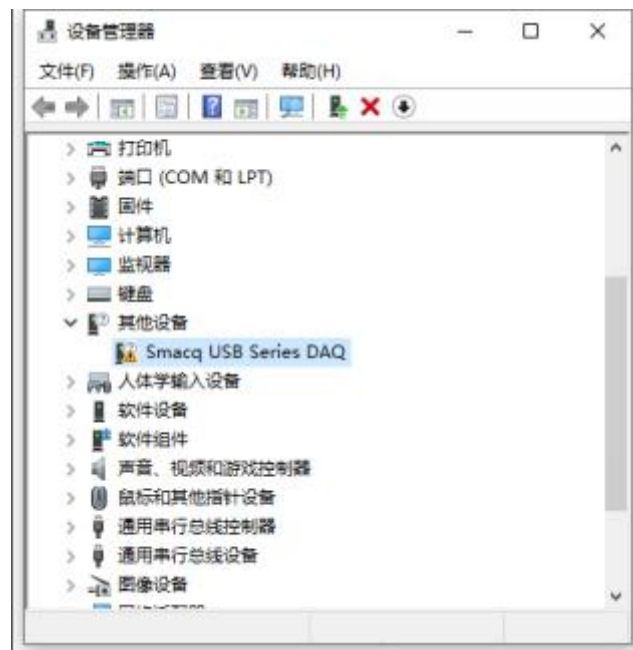 设备管理器
文件(F) 操作(A) 查看(V) 帮助(H)
打印机
端口 (COM 和 LPT)
固件
计算机
监视器
键盘
其他设备
Smacq USB Series DAQ
人体学输入设备
软件设备
软件组件
声音、视频和游戏控制器
鼠标和其他指针设备
通用串行总线控制器
通用串行总线设备
图像设备